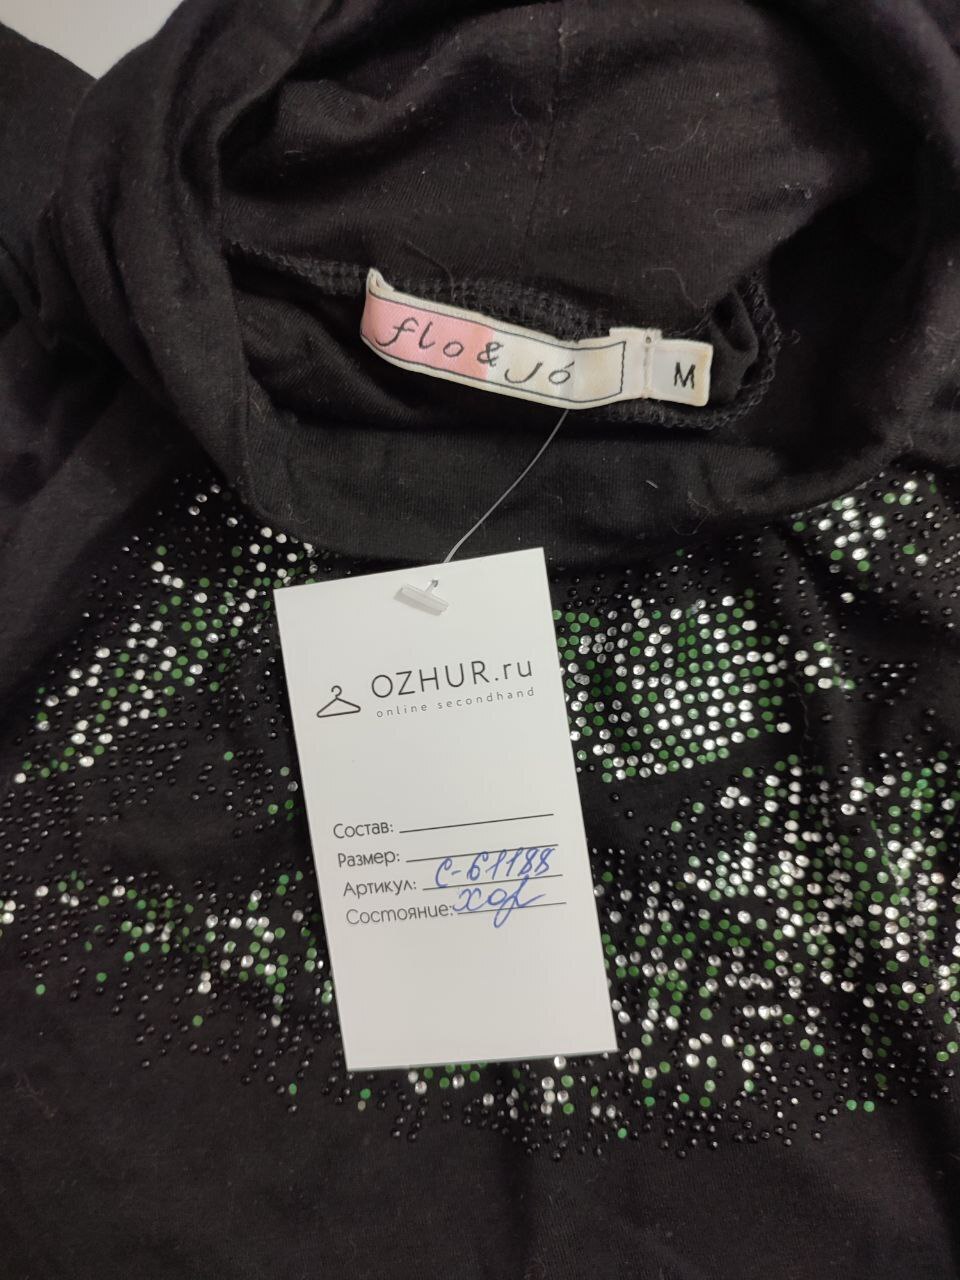 flo & Jó
M
OZHUR.ru
online secondhand
Состав:
Размер:
Артикул: С-61188
Состояние: хор